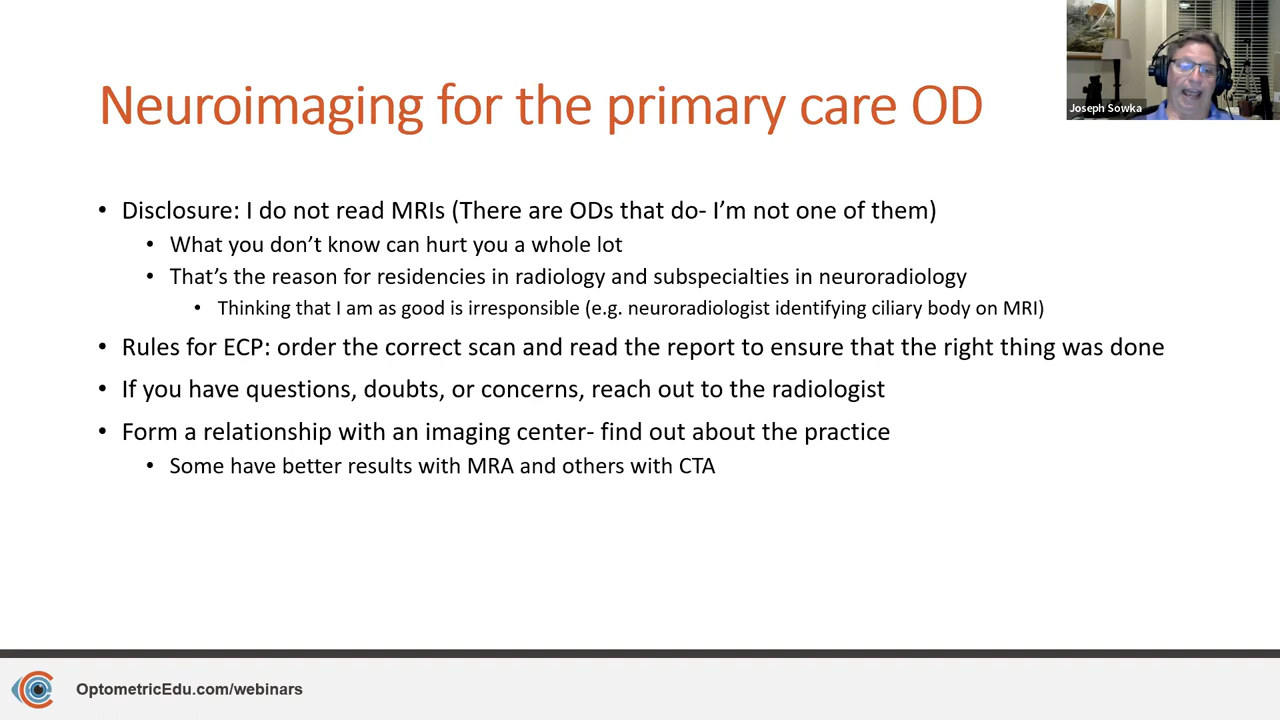 Neuroimaging for the primary care OD
Joseph Sowka
• Disclosure: I do not read MRIs (There are ODs that do- I’m not one of them)
• What you don’t know can hurt you a whole lot
• That’s the reason for residencies in radiology and subspecialties in neuroradiology
• Thinking that I am as good is irresponsible (e.g. neuroradiologist identifying ciliary body on MRI)
• Rules for ECP: order the correct scan and read the report to ensure that the right thing was done
• If you have questions, doubts, or concerns, reach out to the radiologist
• Form a relationship with an imaging center- find out about the practice
• Some have better results with MRA and others with CTA
OptometricEdu.com/webinars